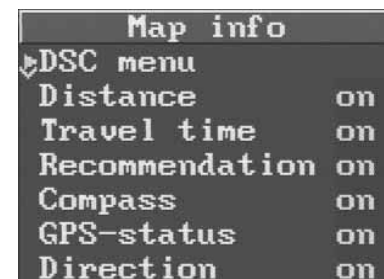 Map info
DSC menu
Distance on
Travel time on
Recommendation on
Compass on
GPS-status on
Direction on